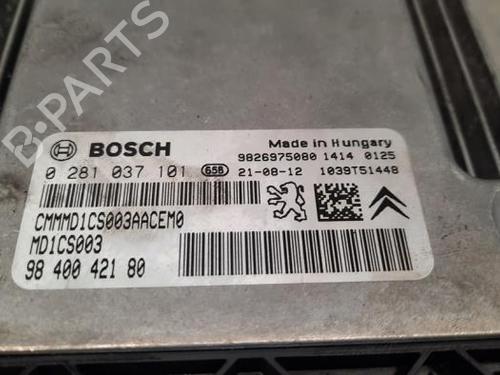 B-PARTS
BOSCH
Made in Hungary
9826975080 1414 0125
0 281 037 101 65B 21-08-12 1039T51448
CMMMD1CS003AACEM0
MD1CS003
98 400 421 80